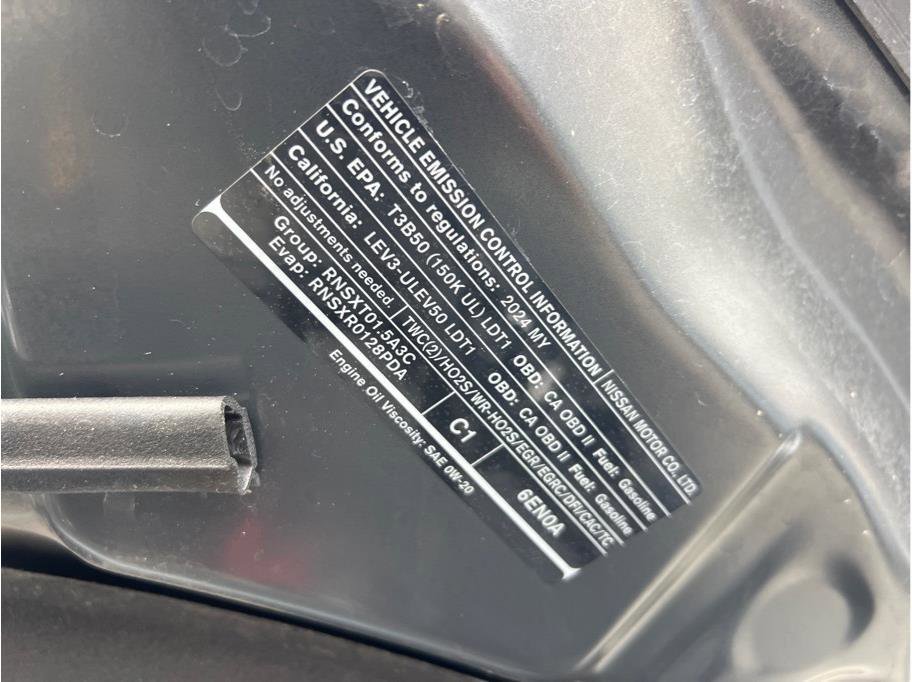 VEHICLE EMISSION CONTROL INFORMATION NISSAN MOTOR CO., LTD.
Conforms to regulations: 2024 MY
U.S. EPA: T3B50 (150K UL) LDT1 OBD: CA OBD II Fuel: Gasoline
California: LEV3-ULEV50 LDT1 OBD: CA OBD II Fuel: Gasoline
No adjustments needed. TWC(2)/HO2S/WR-HO2S/EGR/EGRC/DFI/CAC/TC
Group: RNSXT01.5A3C C1 6EN0A
Evap: RNSXR0128PDA
Engine Oil Viscosity: SAE 0W-20